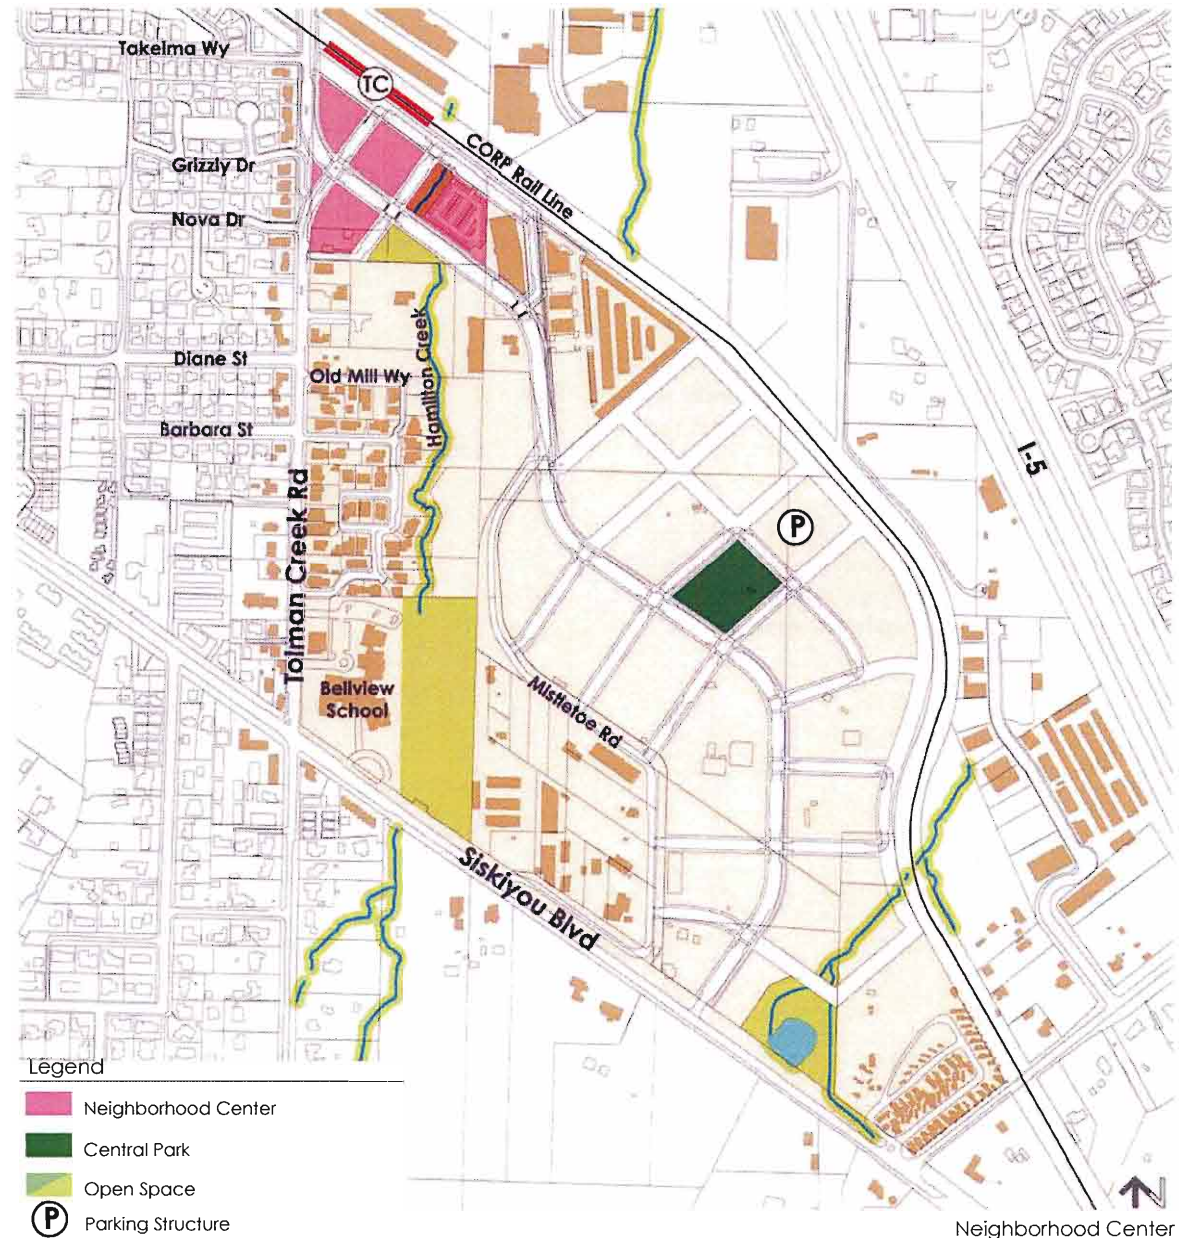 Takelma Wy
TC
CORP Rail Line
Grizzly Dr
Nova Dr
Hamilton Creek
Diane St
Old Mill Wy
Barbara St
I-5
Tolman Creek Rd
P
Bellview
School
Mistletoe Rd
Siskiyou Blvd
Legend
Neighborhood Center
Central Park
Open Space
P
Parking Structure
N
Neighborhood Center